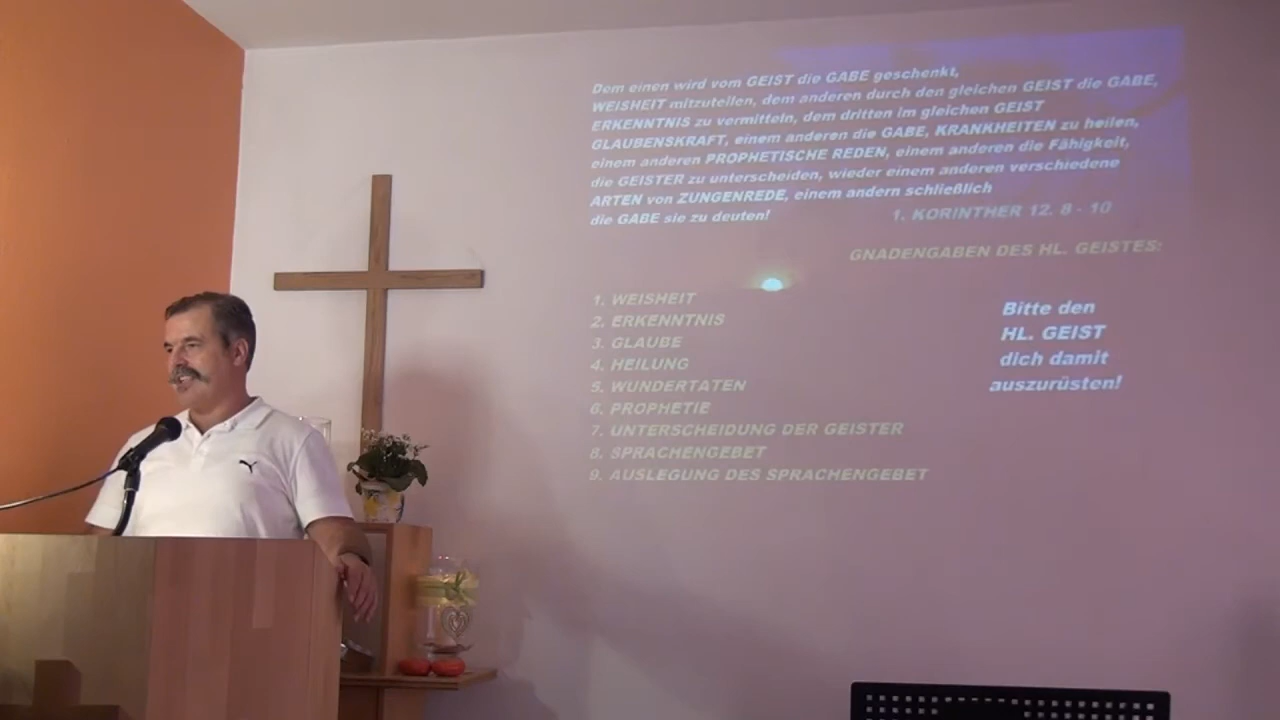 Dem einen wird vom GEIST die GABE geschenkt,
WEISHEIT mitzuteilen, dem anderen durch den gleichen GEIST die GABE,
ERKENNTNIS zu vermitteln, dem dritten im gleichen GEIST
GLAUBENSKRAFT, einem anderen die GABE, KRANKHEITEN zu heilen,
einem anderen PROPHETISCHE REDEN, einem anderen die Fähigkeit,
die GEISTER zu unterscheiden, wieder einem anderen verschiedene
ARTEN von ZUNGENREDE, einem andern schließlich
die GABE sie zu deuten! 1. KORINTHER 12. 8 - 10
GNADENGABEN DES HL. GEISTES:
1. WEISHEIT
2. ERKENNTNIS
3. GLAUBE
4. HEILUNG
5. WUNDERTATEN
6. PROPHETIE
7. UNTERSCHEIDUNG DER GEISTER
8. SPRACHENGEBET
9. AUSLEGUNG DES SPRACHENGEBET
Bitte den
HL. GEIST
dich damit
auszurüsten!